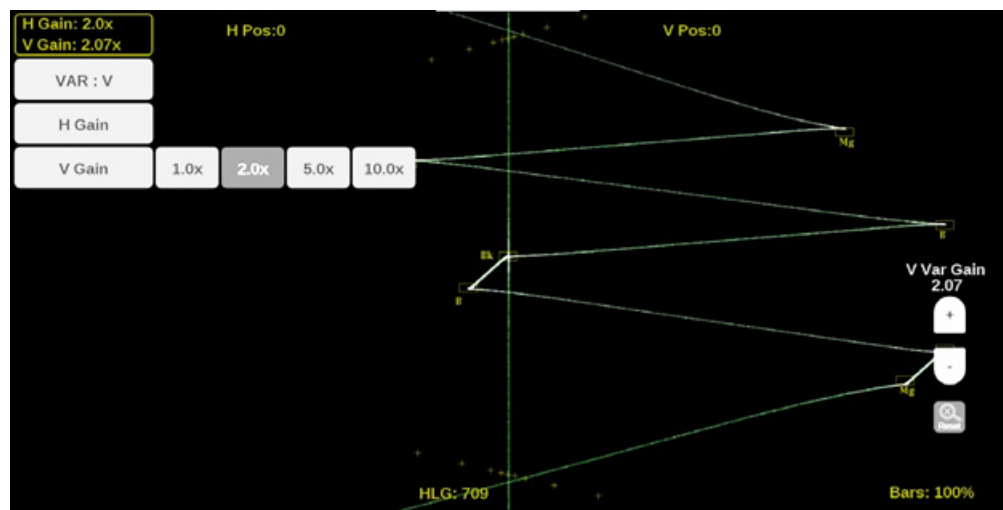 H Gain: 2.0x
V Gain: 2.07x
H Pos:0
V Pos:0
VAR : V
H Gain
V Gain
1.0x
2.0x
5.0x
10.0x
Mg
B
Bk
B
V Var Gain
2.07
+
-
Mg
Reset
HLG: 709
Bars: 100%